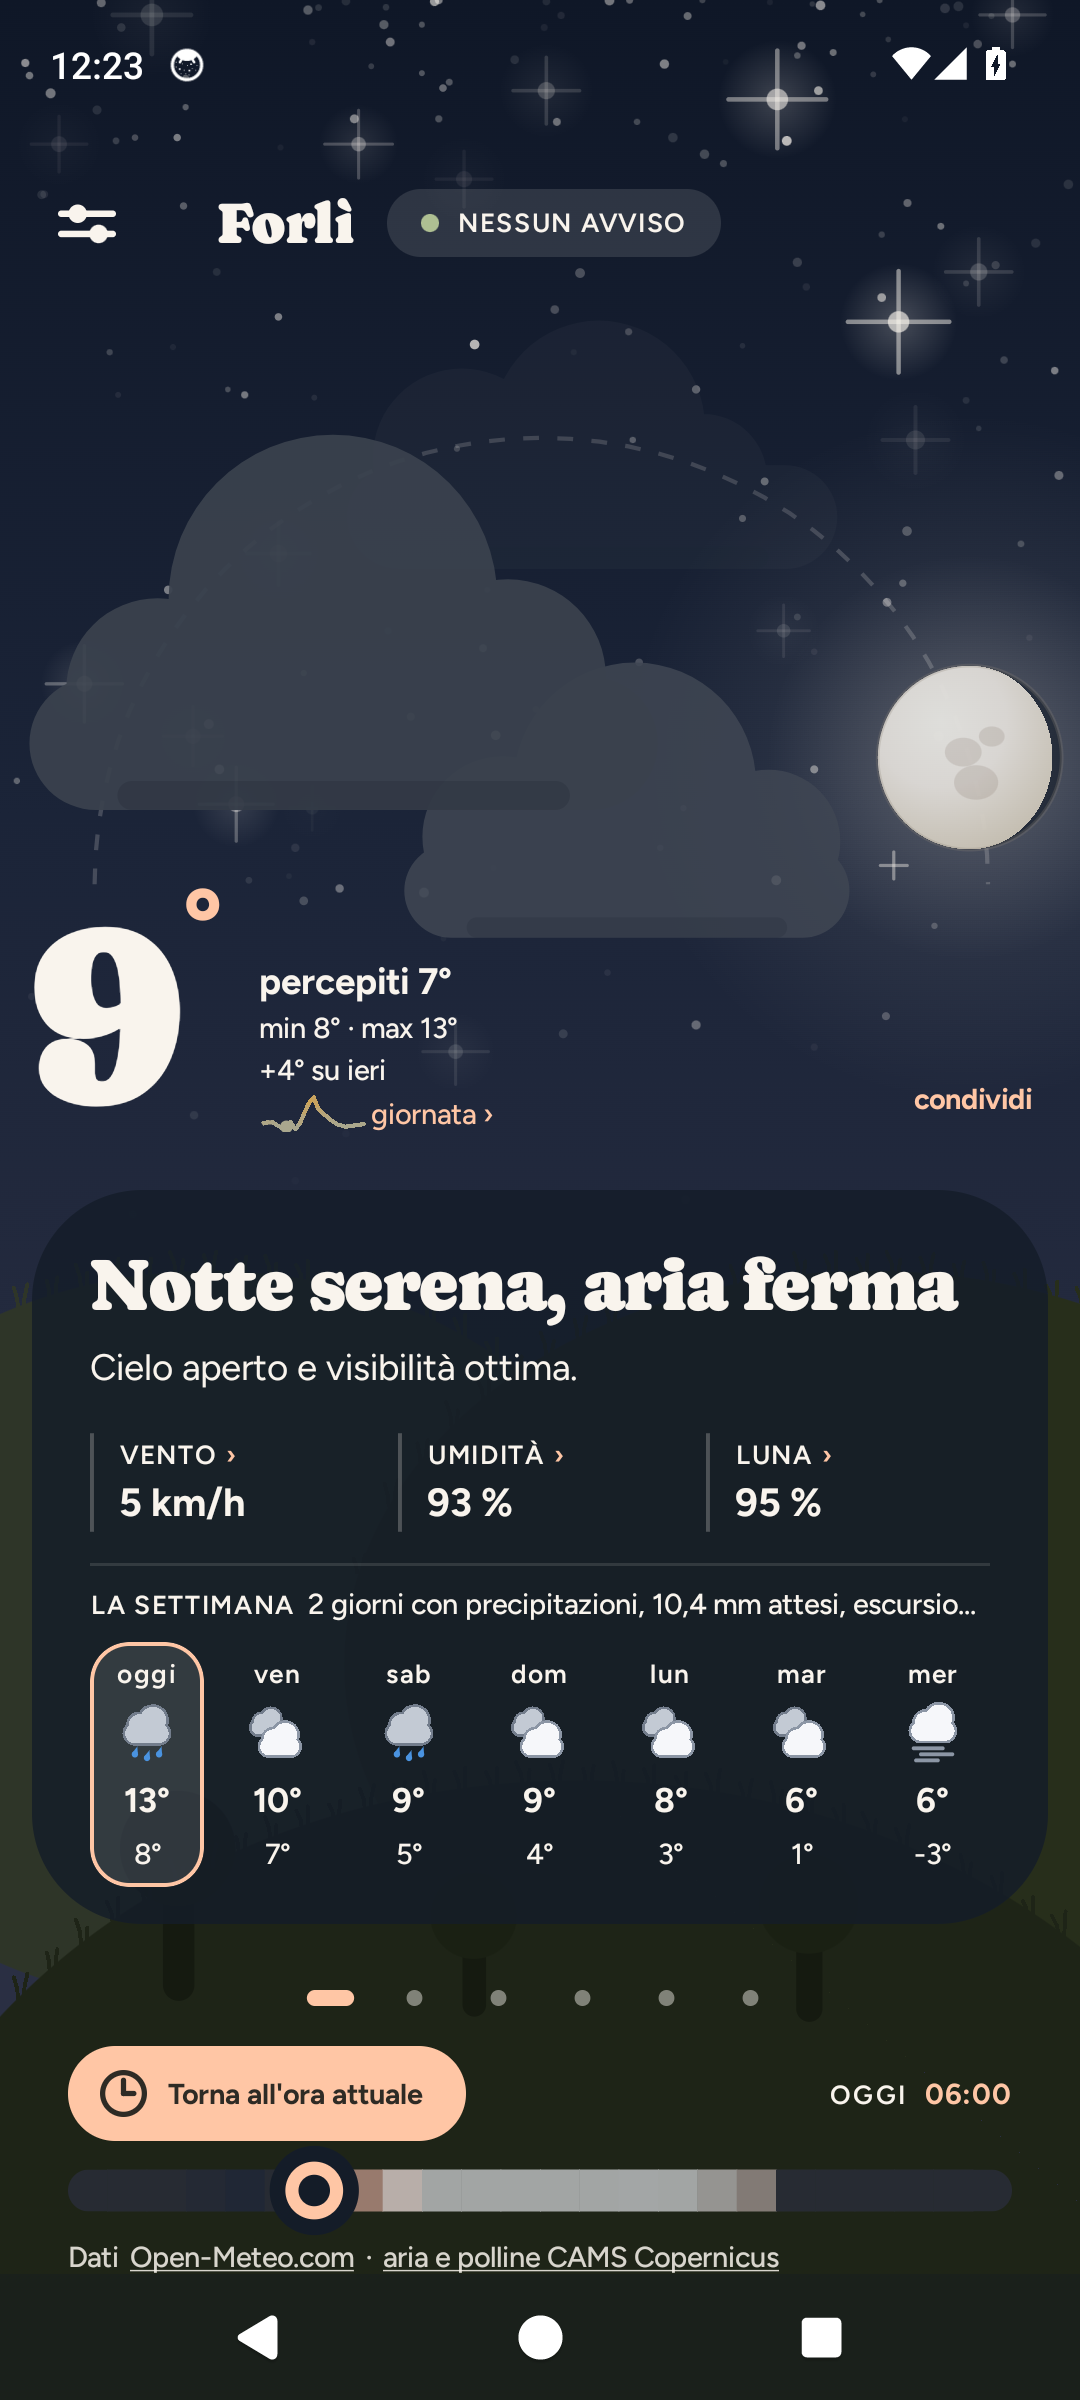 12:23
Forlì
NESSUN AVVISO
9°
percepiti 7°
min 8° · max 13°
+4° su ieri
giornata ›
condividi
Notte serena, aria ferma
Cielo aperto e visibilità ottima.
VENTO › UMIDITÀ › LUNA ›
5 km/h 93 % 95 %
LA SETTIMANA 2 giorni con precipitazioni, 10,4 mm attesi, escursio...
oggi ven sab dom lun mar mer
13° 10° 9° 9° 8° 6° 6°
8° 7° 5° 4° 3° 1° -3°
Torna all'ora attuale
OGGI 06:00
Dati Open-Meteo.com · aria e polline CAMS Copernicus